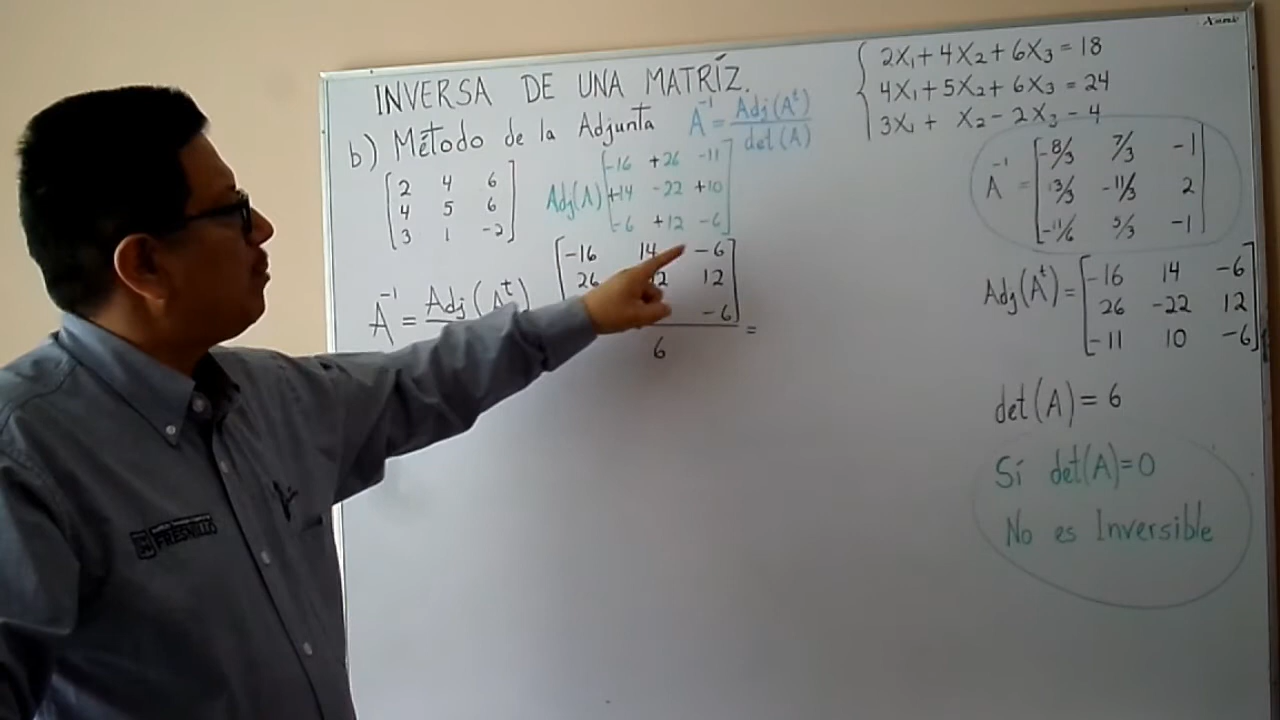 INVERSA DE UNA MATRÍZ.
b) Método de la Adjunta A⁻¹ = Adj(Aᵗ) / det(A)
[2 4 6]
[4 5 6]
[3 1 -2]
Adj(A)
[-16 +26 -11]
[+14 -22 +10]
[-6 +12 -6]
A⁻¹ = Adj(Aᵗ)
[-16 14 -6]
[26 12]
[-6]
6 =
2X₁+4X₂+6X₃=18
4X₁+5X₂+6X₃=24
3X₁+ X₂-2X₃-4
A⁻¹ =
[-8/3 7/3 -1]
[13/3 -11/3 2]
[-11/6 5/3 -1]
Adj(Aᵗ)=
[-16 14 -6]
[26 -22 12]
[-11 10 -6]
det(A)=6
Sí det(A)=0
No es Inversible
FRESNILLO